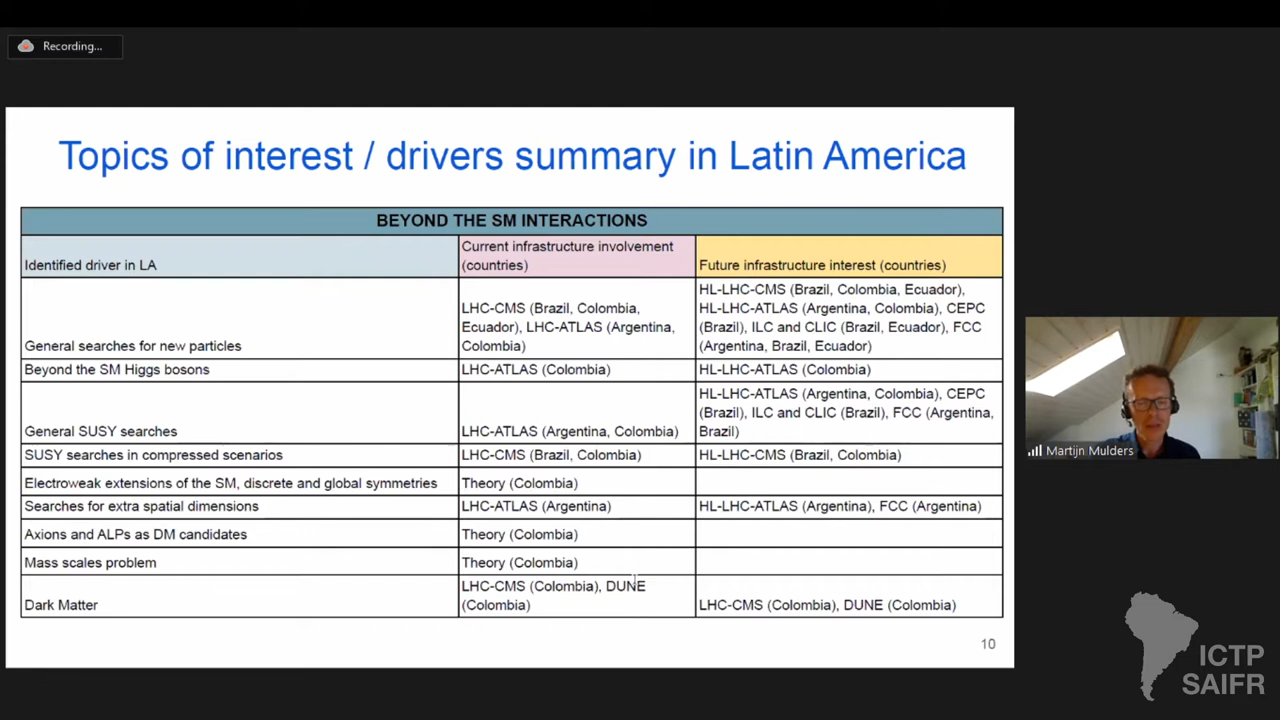 Recording...
Topics of interest / drivers summary in Latin America
BEYOND THE SM INTERACTIONS
Identified driver in LA
Current infrastructure involvement
(countries)
Future infrastructure interest (countries)
General searches for new particles
LHC-CMS (Brazil, Colombia,
Ecuador), LHC-ATLAS (Argentina,
Colombia)
HL-LHC-CMS (Brazil, Colombia, Ecuador),
HL-LHC-ATLAS (Argentina, Colombia), CEPC
(Brazil), ILC and CLIC (Brazil, Ecuador), FCC
(Argentina, Brazil, Ecuador)
Beyond the SM Higgs bosons
LHC-ATLAS (Colombia)
HL-LHC-ATLAS (Colombia)
General SUSY searches
LHC-ATLAS (Argentina, Colombia)
HL-LHC-ATLAS (Argentina, Colombia), CEPC
(Brazil), ILC and CLIC (Brazil), FCC (Argentina,
Brazil)
SUSY searches in compressed scenarios
LHC-CMS (Brazil, Colombia)
HL-LHC-CMS (Brazil, Colombia)
Electroweak extensions of the SM, discrete and global symmetries
Theory (Colombia)
Searches for extra spatial dimensions
LHC-ATLAS (Argentina)
HL-LHC-ATLAS (Argentina), FCC (Argentina)
Axions and ALPs as DM candidates
Theory (Colombia)
Mass scales problem
Theory (Colombia)
Dark Matter
LHC-CMS (Colombia), DUNE
(Colombia)
LHC-CMS (Colombia), DUNE (Colombia)
10
Martijn Mulders
ICTP
SAIFR